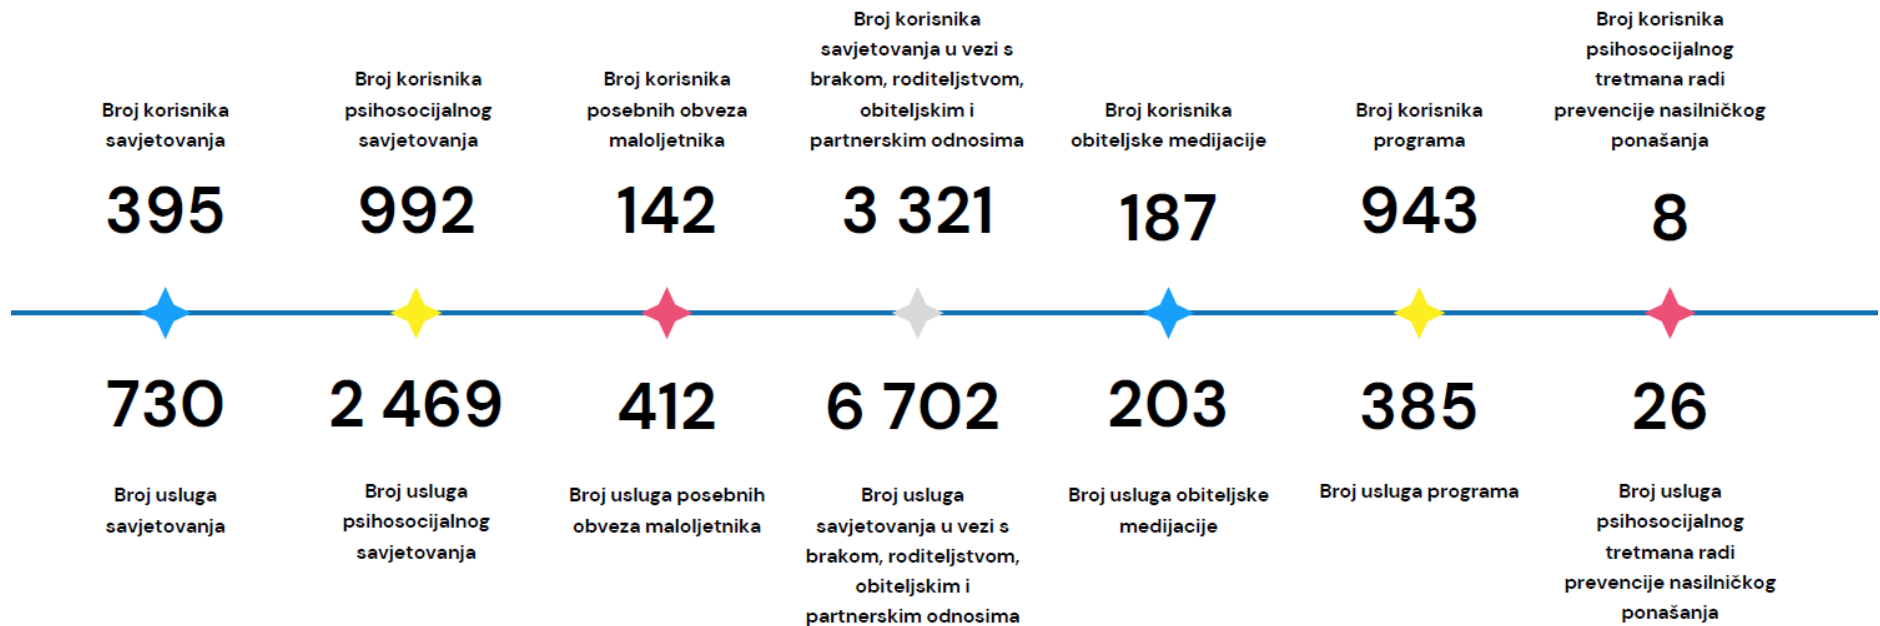 Broj korisnika
savjetovanja
395
Broj korisnika
psihosocijalnog
savjetovanja
992
Broj korisnika
posebnih obveza
maloljetnika
142
Broj korisnika
savjetovanja u vezi s
brakom, roditeljstvom,
obiteljskim i
partnerskim odnosima
3 321
Broj korisnika
obiteljske medijacije
187
Broj korisnika
programa
943
Broj korisnika
psihosocijalnog
tretmana radi
prevencije nasilničkog
ponašanja
8
730
Broj usluga
savjetovanja
2 469
Broj usluga
psihosocijalnog
savjetovanja
412
Broj usluga posebnih
obveza maloljetnika
6 702
Broj usluga
savjetovanja u vezi s
brakom, roditeljstvom,
obiteljskim i
partnerskim odnosima
203
Broj usluga obiteljske
medijacije
385
Broj usluga programa
26
Broj usluga
psihosocijalnog
tretmana radi
prevencije nasilničkog
ponašanja